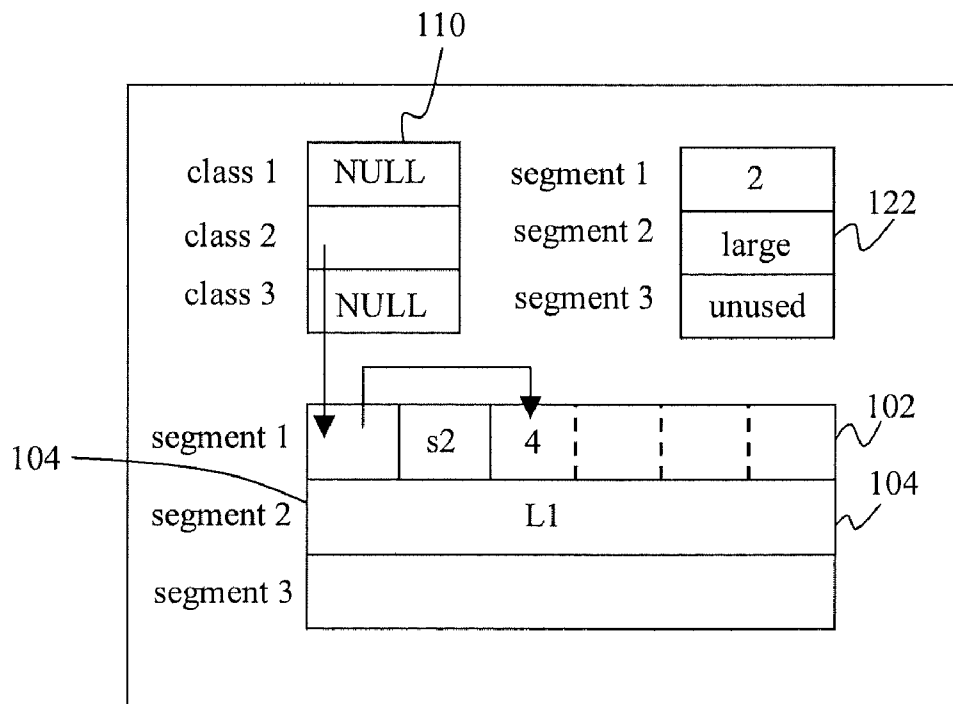 110
class 1 NULL
class 2
class 3 NULL
segment 1 2
segment 2 large
segment 3 unused
122
segment 1 s2 4
102
104
segment 2 L1
104
segment 3